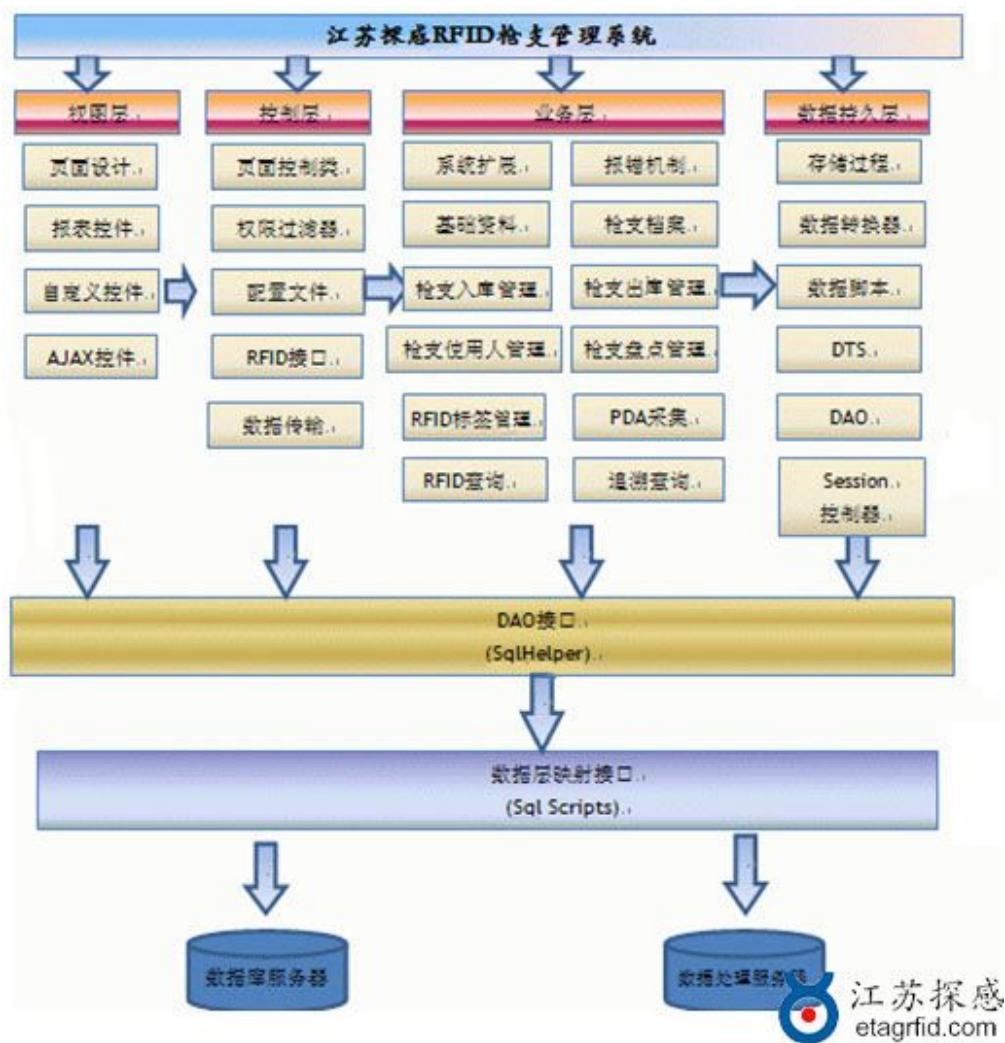 江苏探感RFID枪支管理系统
视图层
控制层
业务层
数据持久层
页面设计
报表控件
自定义控件
AJAX控件
页面控制类
权限过滤器
配置文件
RFID接口
数据传输
系统扩展
报错机制
基础资料
枪支档案
枪支入库管理
枪支出库管理
枪支使用人管理
枪支盘点管理
RFID标签管理
PDA采集
RFID查询
追溯查询
存储过程
数据转换器
数据脚本
DTS
DAO
Session
控制器
DAO接口
(SqlHelper)
数据层映射接口
(Sql Scripts)
数据库服务器
数据处理服务器
江苏探感
etagrfid.com